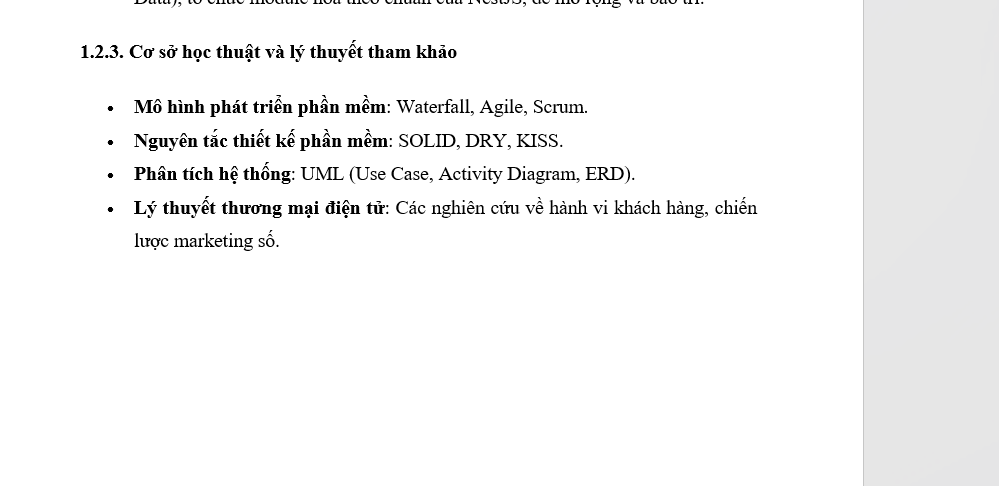 Data), tổ chức module hóa theo chuẩn của NestJS, dễ mở rộng và bảo trì.
1.2.3. Cơ sở học thuật và lý thuyết tham khảo
• Mô hình phát triển phần mềm: Waterfall, Agile, Scrum.
• Nguyên tắc thiết kế phần mềm: SOLID, DRY, KISS.
• Phân tích hệ thống: UML (Use Case, Activity Diagram, ERD).
• Lý thuyết thương mại điện tử: Các nghiên cứu về hành vi khách hàng, chiến
lược marketing số.